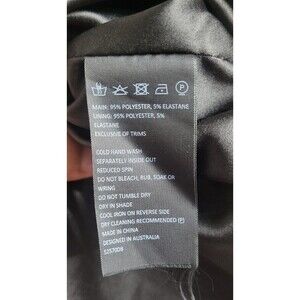 MAIN: 95% POLYESTER, 5% ELASTANE
LINING: 95% POLYESTER, 5%
ELASTANE
EXCLUSIVE OF TRIMS
COLD HAND WASH
SEPARATELY INSIDE OUT
REDUCED SPIN
DO NOT BLEACH, RUB, SOAK OR
WRING
DO NOT TUMBLE DRY
DRY IN SHADE
COOL IRON ON REVERSE SIDE
DRY CLEANING RECOMMENDED Ⓟ
MADE IN CHINA
DESIGNED IN AUSTRALIA